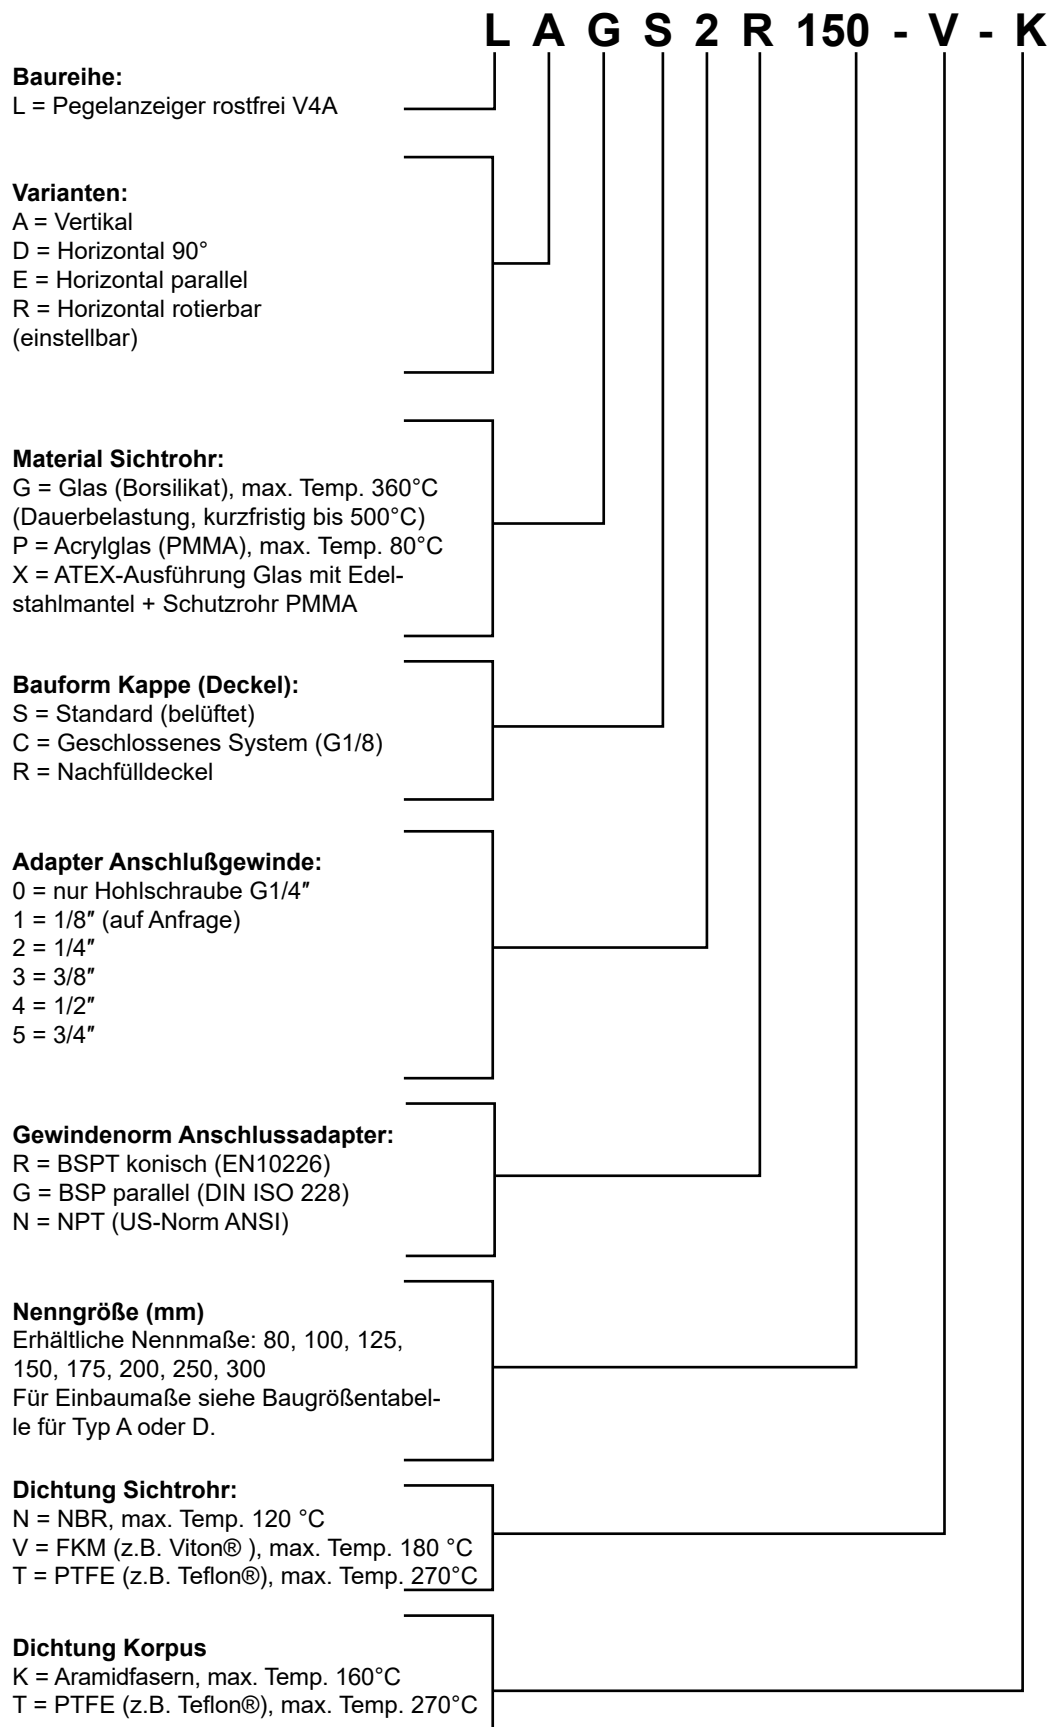 L A G S 2 R 150 - V - K
Baureihe:
L = Pegelanzeiger rostfrei V4A
Varianten:
A = Vertikal
D = Horizontal 90°
E = Horizontal parallel
R = Horizontal rotierbar
(einstellbar)
Material Sichtrohr:
G = Glas (Borsilikat), max. Temp. 360°C
(Dauerbelastung, kurzfristig bis 500°C)
P = Acrylglas (PMMA), max. Temp. 80°C
X = ATEX-Ausführung Glas mit Edel-
stahlmantel + Schutzrohr PMMA
Bauform Kappe (Deckel):
S = Standard (belüftet)
C = Geschlossenes System (G1/8)
R = Nachfülldeckel
Adapter Anschlußgewinde:
0 = nur Hohlschraube G1/4″
1 = 1/8″ (auf Anfrage)
2 = 1/4″
3 = 3/8″
4 = 1/2″
5 = 3/4″
Gewindenorm Anschlussadapter:
R = BSPT konisch (EN10226)
G = BSP parallel (DIN ISO 228)
N = NPT (US-Norm ANSI)
Nenngröße (mm)
Erhältliche Nennmaße: 80, 100, 125,
150, 175, 200, 250, 300
Für Einbaumaße siehe Baugrößentabel-
le für Typ A oder D.
Dichtung Sichtrohr:
N = NBR, max. Temp. 120 °C
V = FKM (z.B. Viton® ), max. Temp. 180 °C
T = PTFE (z.B. Teflon®), max. Temp. 270°C
Dichtung Korpus
K = Aramidfasern, max. Temp. 160°C
T = PTFE (z.B. Teflon®), max. Temp. 270°C